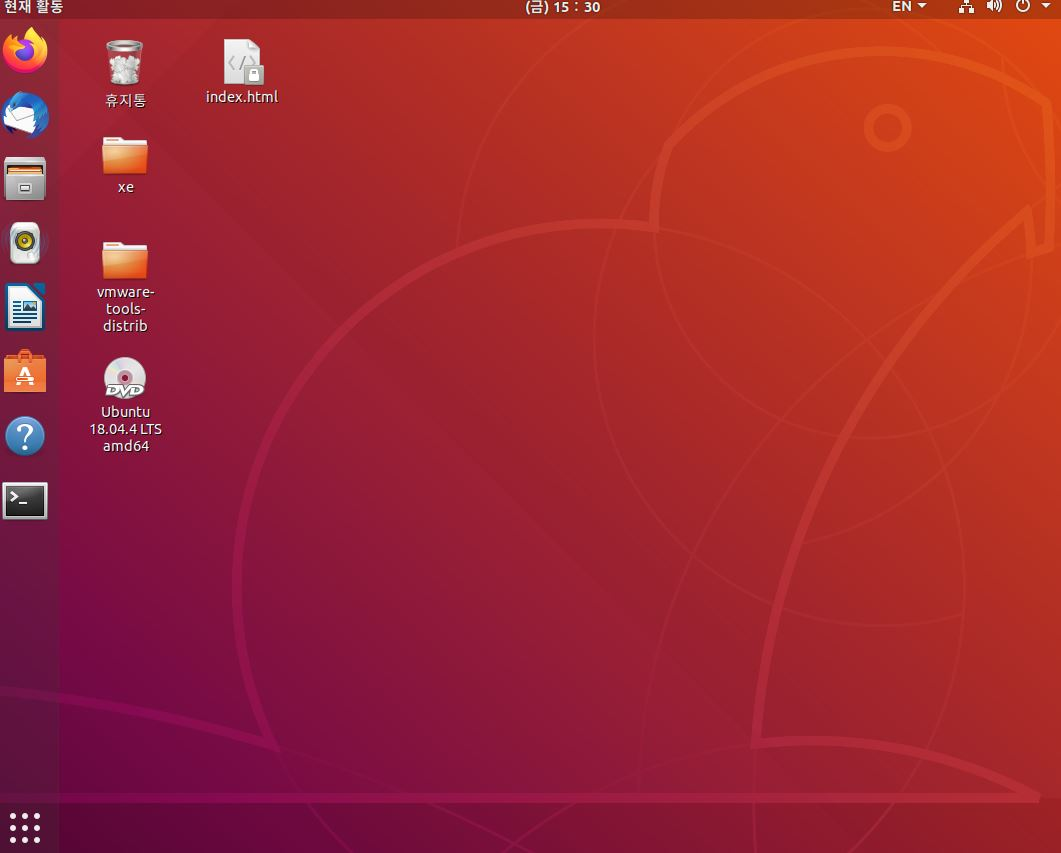 현재 활동
(금) 15 : 30
EN
휴지통
index.html
xe
vmware-
tools-
distrib
DVD
Ubuntu
18.04.4 LTS
amd64